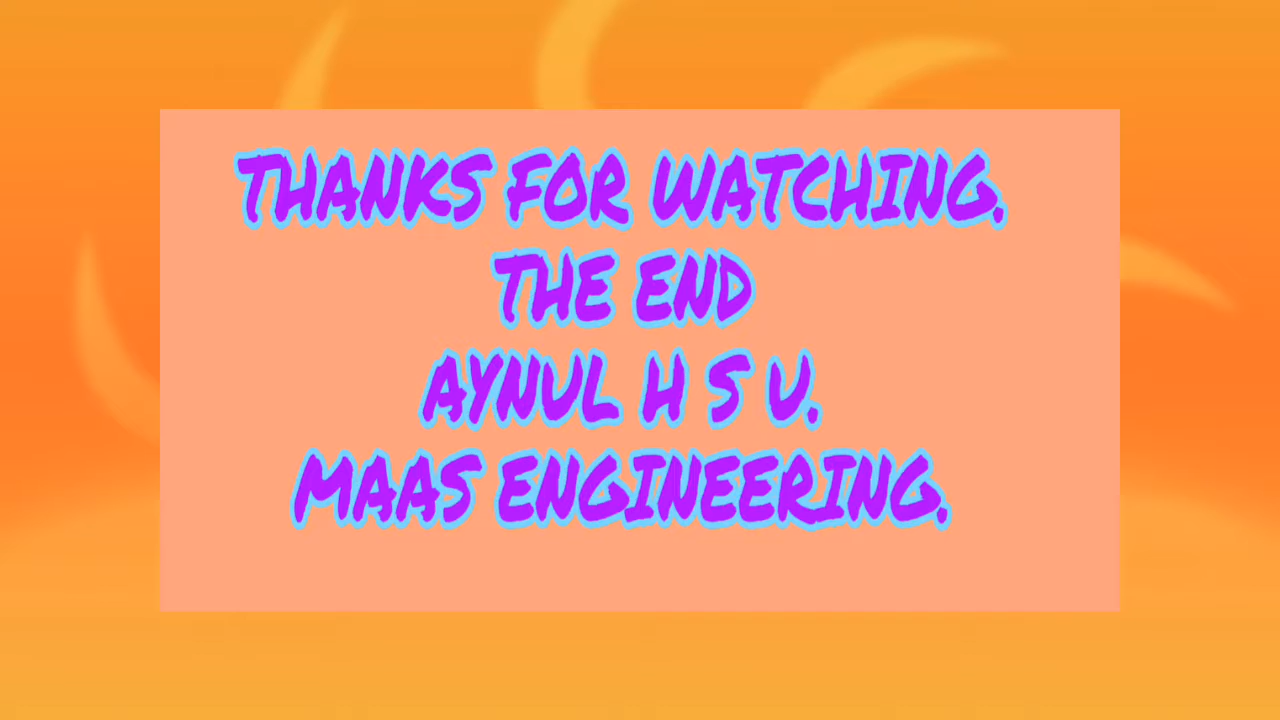 THANKS FOR WATCHING.
THE END
AYNUL H S U.
MAAS ENGINEERING.